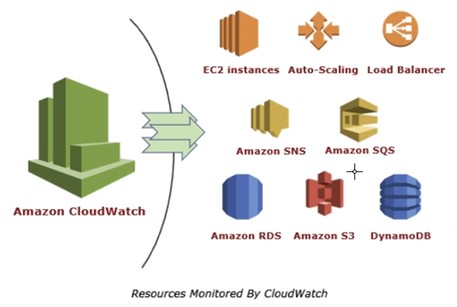 EC2 instances Auto-Scaling Load Balancer
Amazon SNS Amazon SQS
Amazon CloudWatch
Amazon RDS Amazon S3 DynamoDB
Resources Monitored By CloudWatch